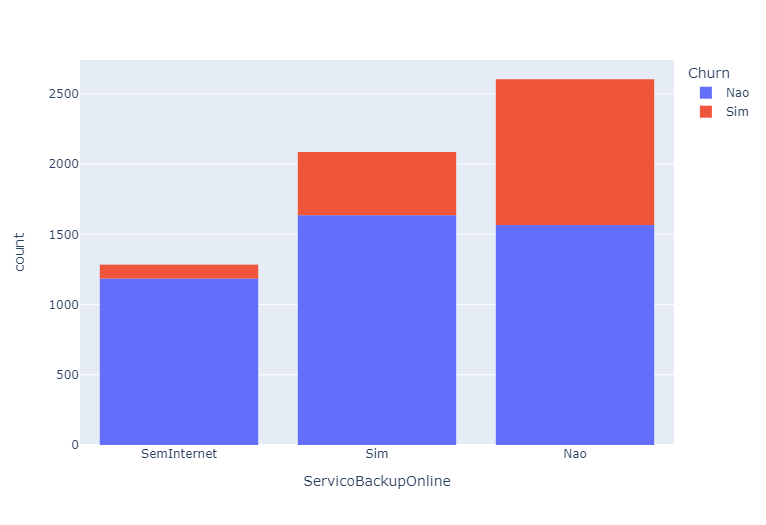 Churn
Nao
Sim
2500
2000
1500
1000
500
0
count
SemInternet
Sim
Nao
ServicoBackupOnline